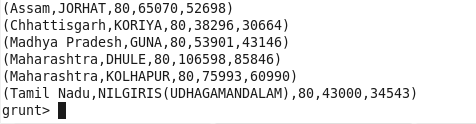 (Assam,JORHAT,80,65070,52698)
(Chhattisgarh,KORIYA,80,38296,30664)
(Madhya Pradesh,GUNA,80,53901,43146)
(Maharashtra,DHULE,80,106598,85846)
(Maharashtra,KOLHAPUR,80,75993,60990)
(Tamil Nadu,NILGIRIS(UDHAGAMANDALAM),80,43000,34543)
grunt>